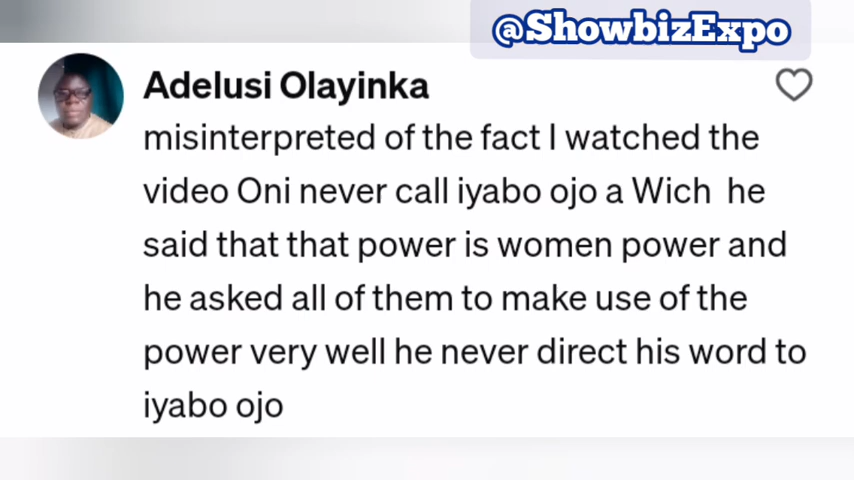 @ShowbizExpo
Adelusi Olayinka
misinterpreted of the fact I watched the
video Oni never call iyabo ojo a Wich he
said that that power is women power and
he asked all of them to make use of the
power very well he never direct his word to
iyabo ojo